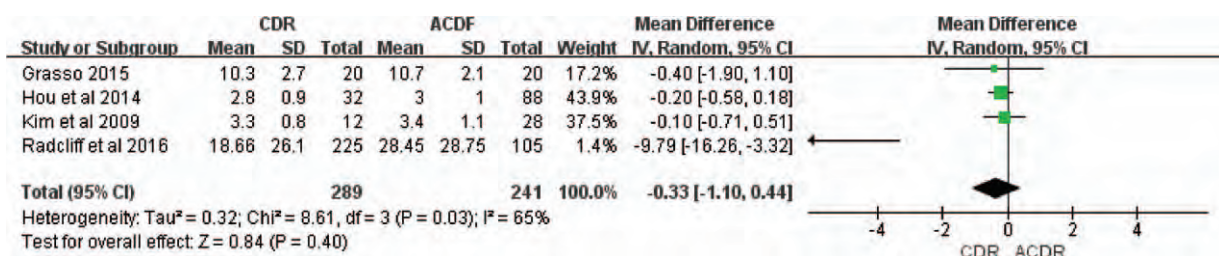 CDR ACDF Mean Difference Mean Difference
Study or Subgroup Mean SD Total Mean SD Total Weight IV, Random, 95% CI IV, Random, 95% CI
Grasso 2015 10.3 2.7 20 10.7 2.1 20 17.2% -0.40 [-1.90, 1.10]
Hou et al 2014 2.8 0.9 32 3 1 88 43.9% -0.20 [-0.58, 0.18]
Kim et al 2009 3.3 0.8 12 3.4 1.1 28 37.5% -0.10 [-0.71, 0.51]
Radcliff et al 2016 18.66 26.1 225 28.45 28.75 105 1.4% -9.79 [-16.26, -3.32]
Total (95% CI) 289 241 100.0% -0.33 [-1.10, 0.44]
Heterogeneity: Tau² = 0.32; Chi² = 8.61, df = 3 (P = 0.03); I² = 65%
Test for overall effect: Z = 0.84 (P = 0.40)
-4 -2 0 2 4
CDR ACDR